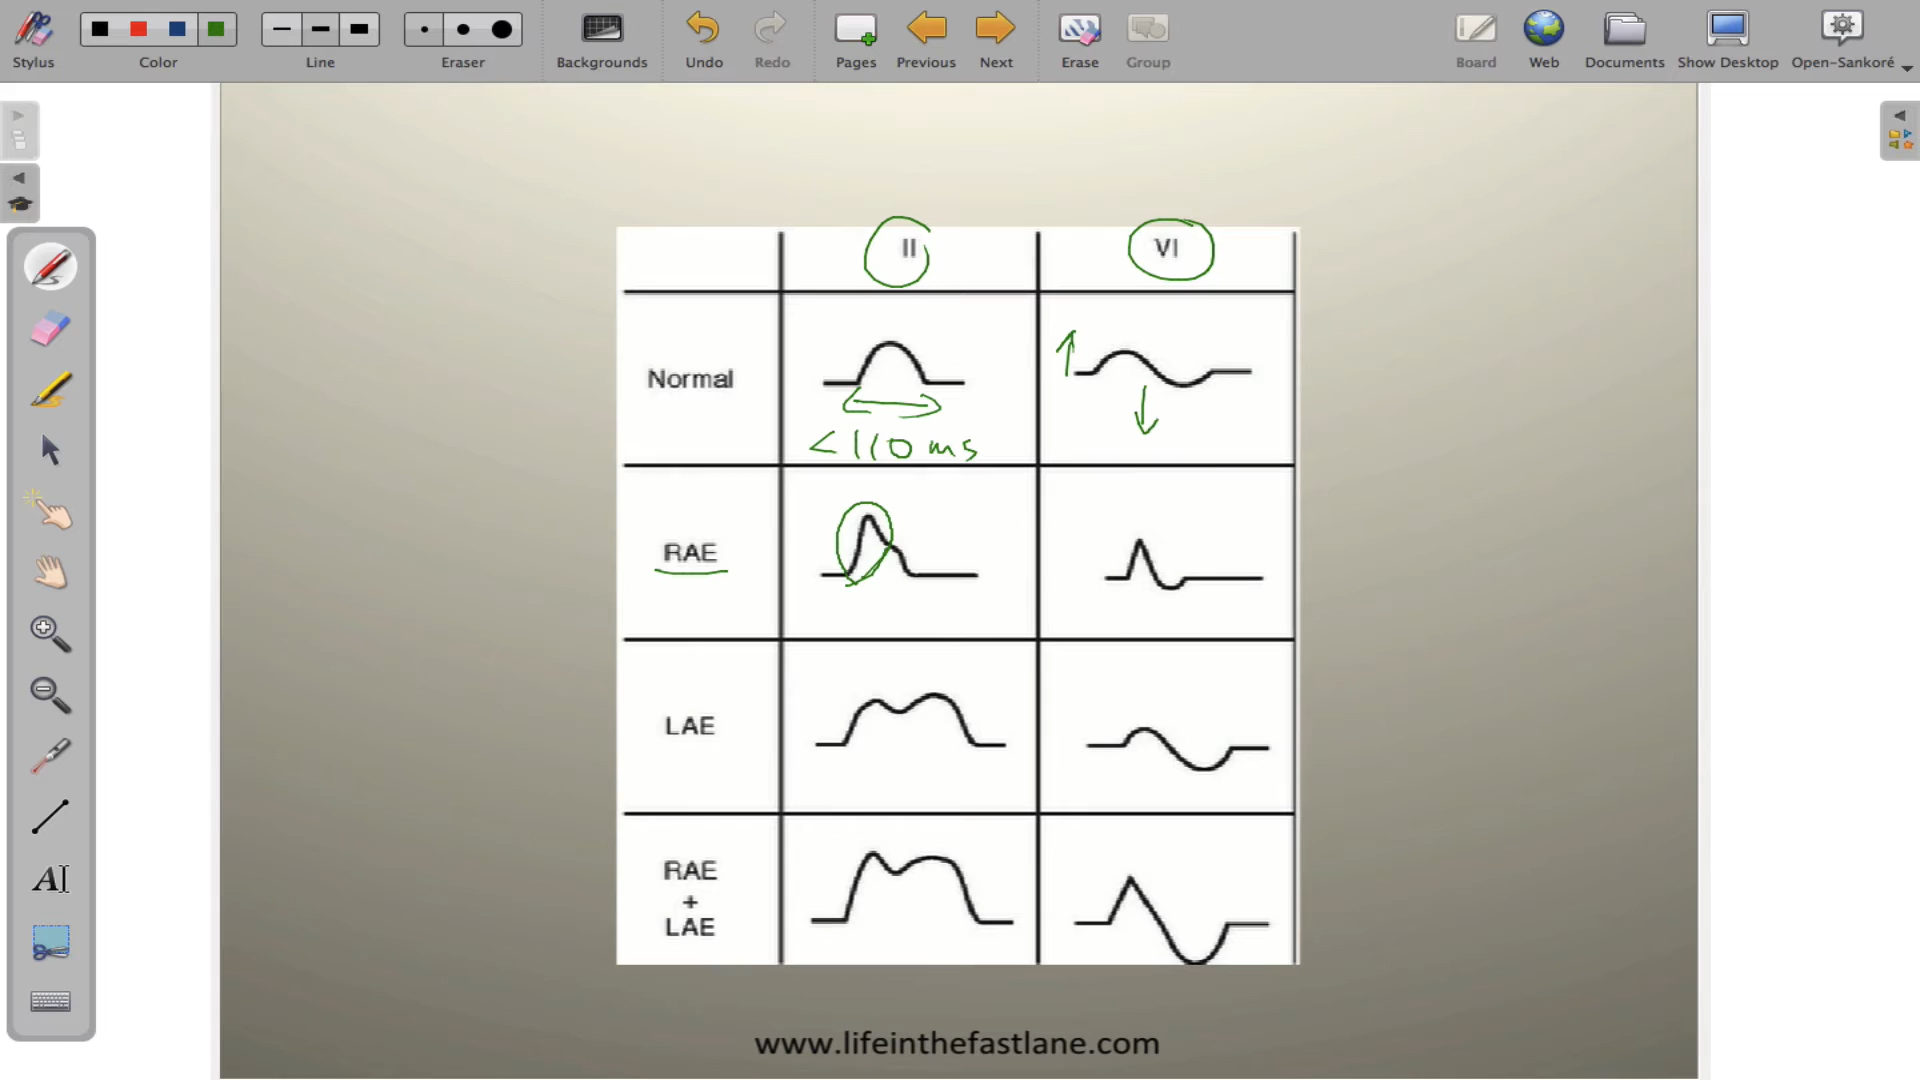 Stylus
Color
Line
Eraser
Backgrounds
Undo
Redo
Pages
Previous
Next
Erase
Group
Board
Web
Documents
Show Desktop
Open-Sankoré
II
VI
Normal
<110 ms
RAE
LAE
RAE
+
LAE
www.lifeinthefastlane.com